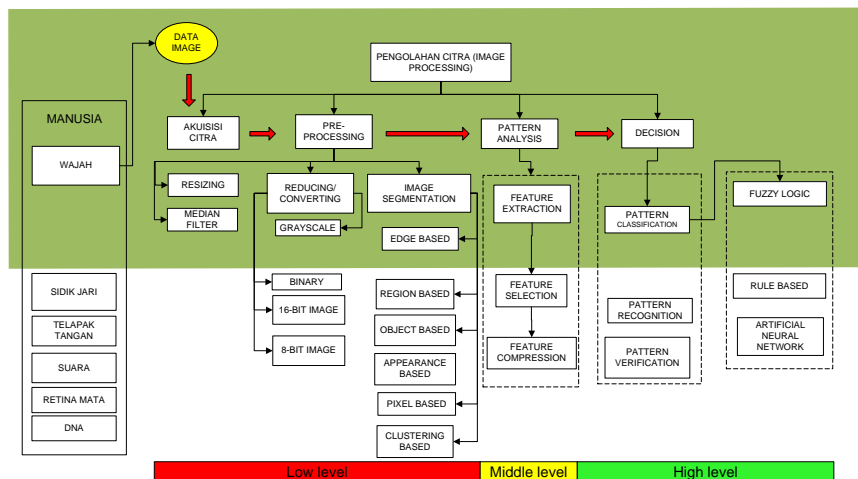 DATA
IMAGE
PENGOLAHAN CITRA (IMAGE
PROCESSING)
MANUSIA
WAJAH
SIDIK JARI
TELAPAK
TANGAN
SUARA
RETINA MATA
DNA
AKUISISI
CITRA
PRE-
PROCESSING
PATTERN
ANALYSIS
DECISION
RESIZING
MEDIAN
FILTER
REDUCING/
CONVERTING
GRAYSCALE
BINARY
16-BIT IMAGE
8-BIT IMAGE
IMAGE
SEGMENTATION
EDGE BASED
REGION BASED
OBJECT BASED
APPEARANCE
BASED
PIXEL BASED
CLUSTERING
BASED
FEATURE
EXTRACTION
FEATURE
SELECTION
FEATURE
COMPRESSION
PATTERN
CLASSIFICATION
PATTERN
RECOGNITION
PATTERN
VERIFICATION
FUZZY LOGIC
RULE BASED
ARTIFICIAL
NEURAL
NETWORK
Low level
Middle level
High level